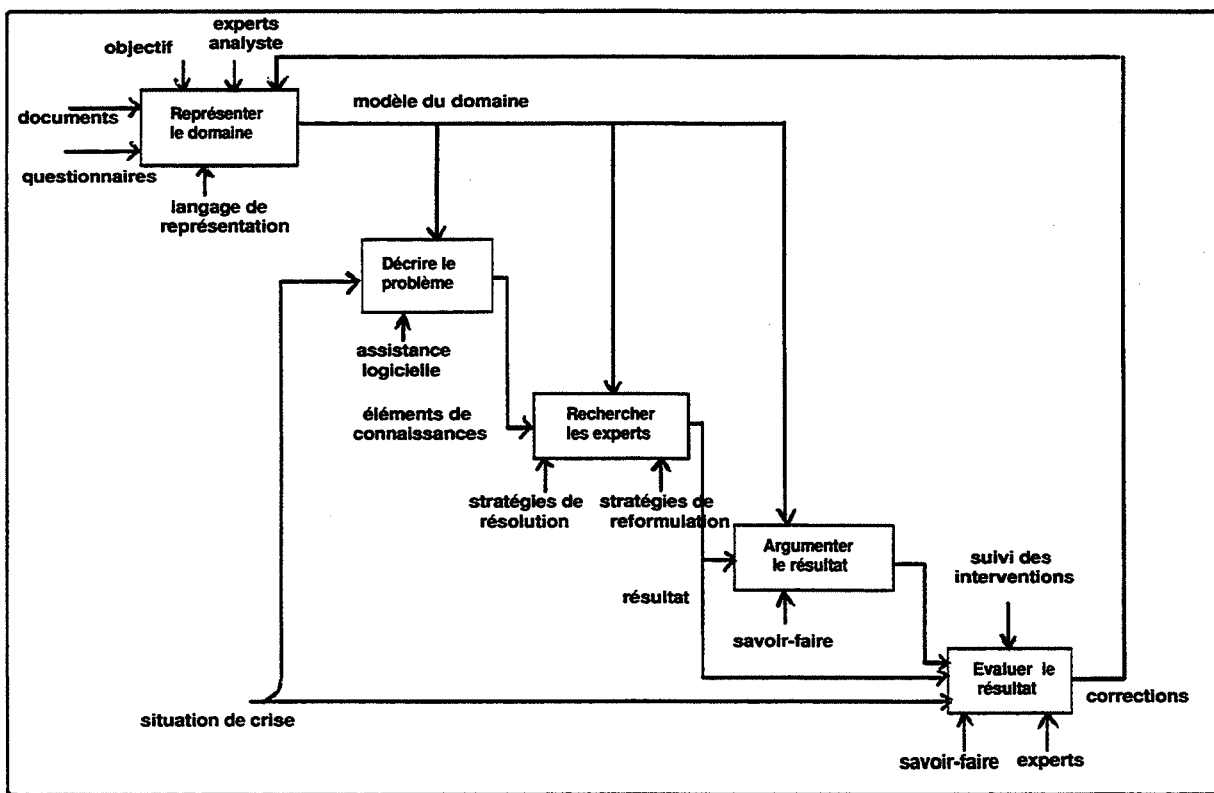 experts
analyste
objectif
documents
Représenter
le domaine
modèle du domaine
questionnaires
langage de
représentation
Décrire le
problème
assistance
logicielle
éléments de
connaissances
Rechercher
les experts
stratégies de
résolution
stratégies de
reformulation
Argumenter
le résultat
suivi des
interventions
résultat
savoir-faire
Evaluer le
résultat
corrections
situation de crise
savoir-faire
experts